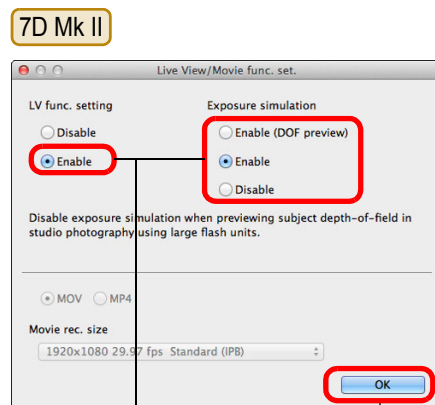 7D Mk II
Live View/Movie func. set.
LV func. setting
Exposure simulation
Disable
Enable (DOF preview)
Enable
Enable
Disable
Disable exposure simulation when previewing subject depth-of-field in
studio photography using large flash units.
MOV MP4
Movie rec. size
1920x1080 29.97 fps Standard (IPB)
OK